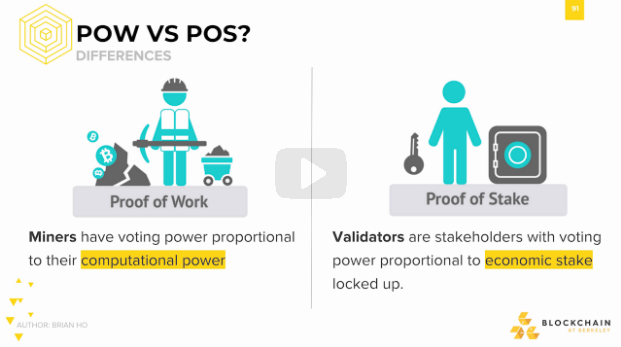 91
POW VS POS?
DIFFERENCES
Proof of Work
Proof of Stake
Miners have voting power proportional
to their computational power
Validators are stakeholders with voting
power proportional to economic stake
locked up.
AUTHOR: BRIAN HO
BLOCKCHAIN
AT BERKELEY